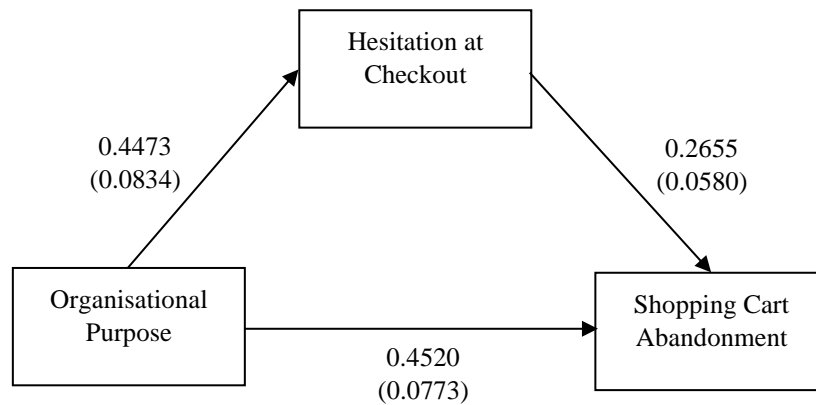 Hesitation at
Checkout
0.4473
(0.0834)
0.2655
(0.0580)
Organisational
Purpose
Shopping Cart
Abandonment
0.4520
(0.0773)